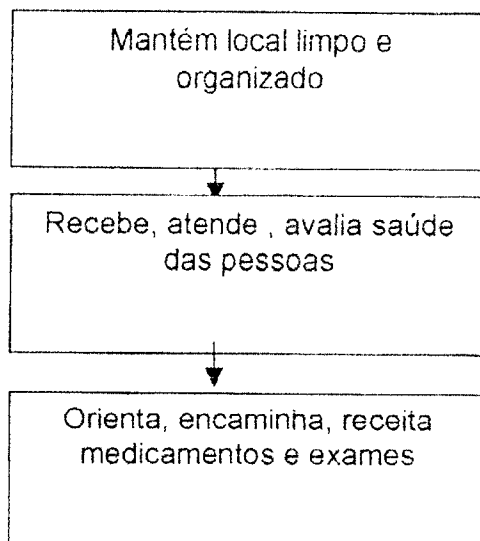 Mantém local limpo e
organizado
Recebe, atende , avalia saúde
das pessoas
Orienta, encaminha, receita
medicamentos e exames